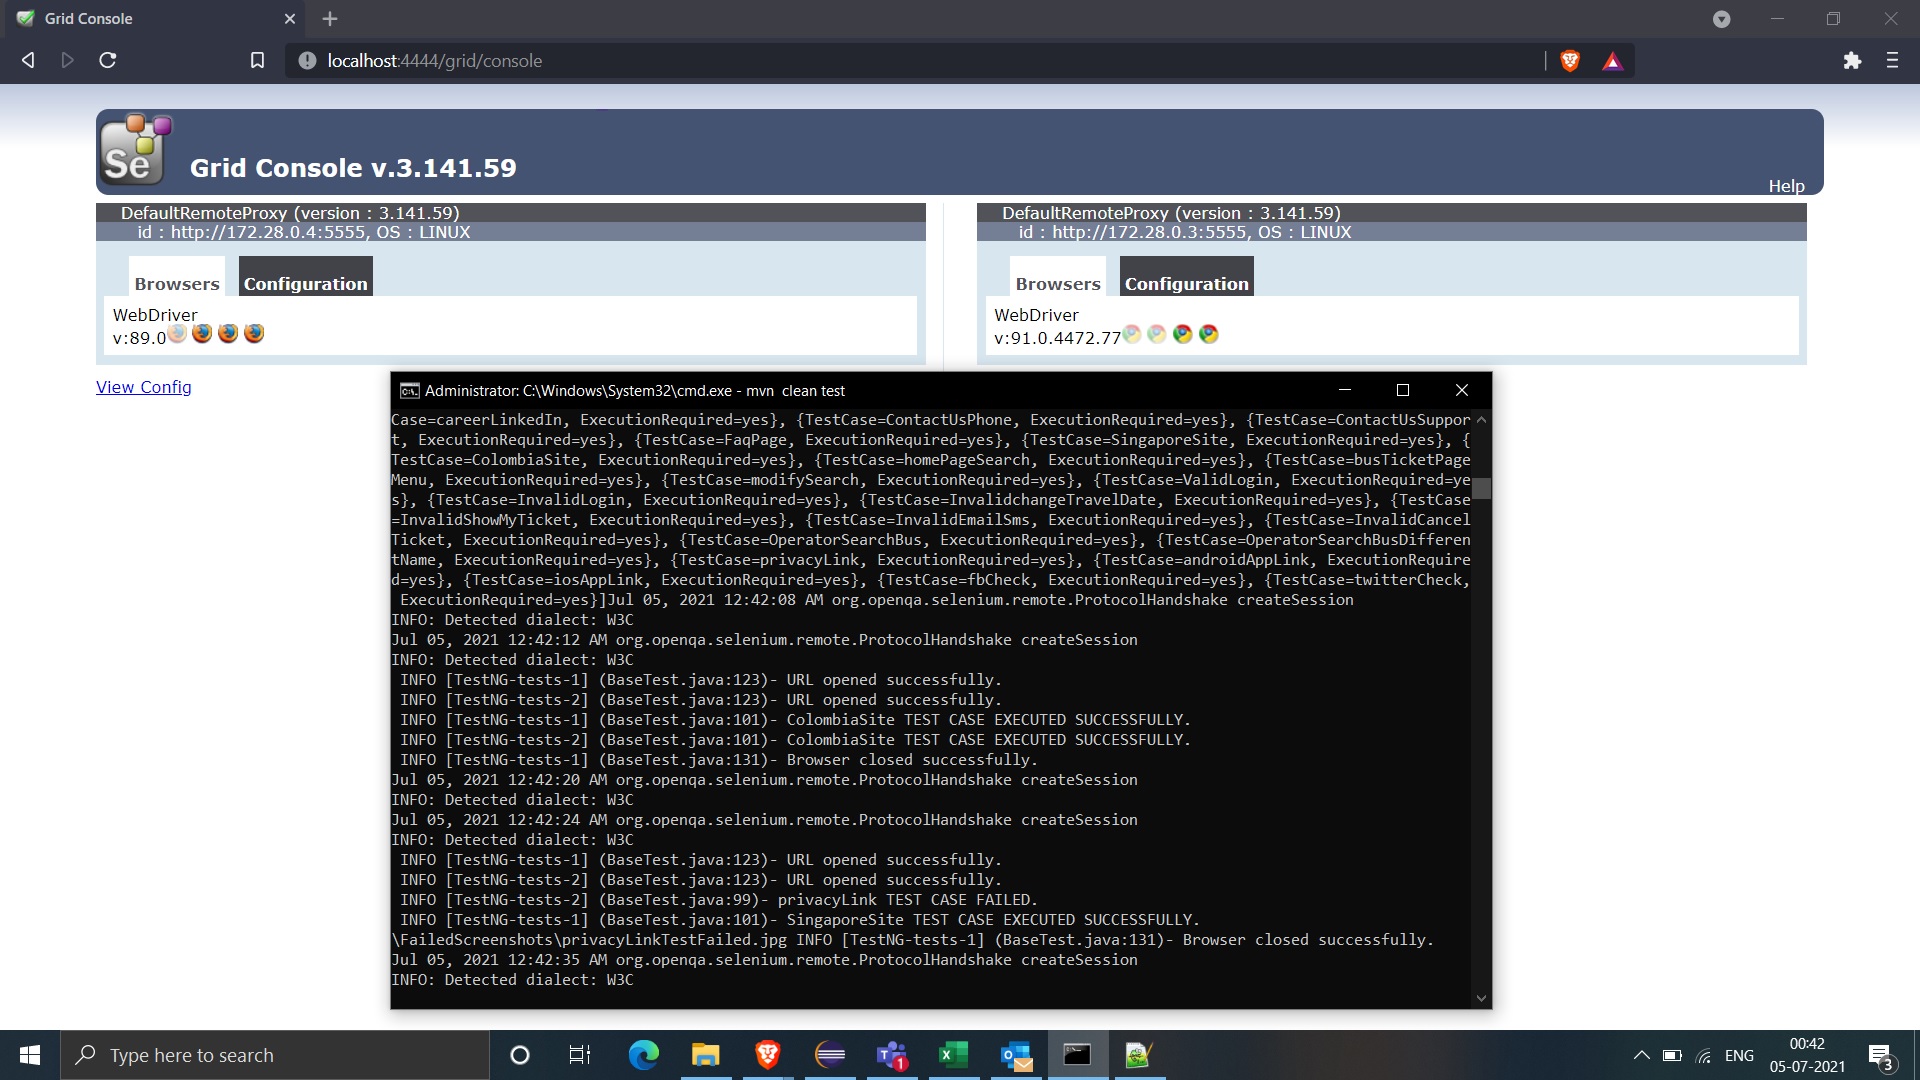 Grid Console
localhost:4444/grid/console
Se
Grid Console v.3.141.59
Help
DefaultRemoteProxy (version : 3.141.59)
id : http://172.28.0.4:5555, OS : LINUX
Browsers
Configuration
WebDriver
v:89.0
DefaultRemoteProxy (version : 3.141.59)
id : http://172.28.0.3:5555, OS : LINUX
Browsers
Configuration
WebDriver
v:91.0.4472.77
View Config
Administrator: C:\Windows\System32\cmd.exe - mvn  clean test
Case=careerLinkedIn, ExecutionRequired=yes}, {TestCase=ContactUsPhone, ExecutionRequired=yes}, {TestCase=ContactUsSuppor
t, ExecutionRequired=yes}, {TestCase=FaqPage, ExecutionRequired=yes}, {TestCase=SingaporeSite, ExecutionRequired=yes}, {
TestCase=ColombiaSite, ExecutionRequired=yes}, {TestCase=homePageSearch, ExecutionRequired=yes}, {TestCase=busTicketPage
Menu, ExecutionRequired=yes}, {TestCase=modifySearch, ExecutionRequired=yes}, {TestCase=ValidLogin, ExecutionRequired=ye
s}, {TestCase=InvalidLogin, ExecutionRequired=yes}, {TestCase=InvalidchangeTravelDate, ExecutionRequired=yes}, {TestCase
=InvalidShowMyTicket, ExecutionRequired=yes}, {TestCase=InvalidEmailSms, ExecutionRequired=yes}, {TestCase=InvalidCancel
Ticket, ExecutionRequired=yes}, {TestCase=OperatorSearchBus, ExecutionRequired=yes}, {TestCase=OperatorSearchBusDifferen
tName, ExecutionRequired=yes}, {TestCase=privacyLink, ExecutionRequired=yes}, {TestCase=androidAppLink, ExecutionRequire
d=yes}, {TestCase=iosAppLink, ExecutionRequired=yes}, {TestCase=fbCheck, ExecutionRequired=yes}, {TestCase=twitterCheck,
 ExecutionRequired=yes}]Jul 05, 2021 12:42:08 AM org.openqa.selenium.remote.ProtocolHandshake createSession
INFO: Detected dialect: W3C
Jul 05, 2021 12:42:12 AM org.openqa.selenium.remote.ProtocolHandshake createSession
INFO: Detected dialect: W3C
 INFO [TestNG-tests-1] (BaseTest.java:123)- URL opened successfully.
 INFO [TestNG-tests-2] (BaseTest.java:123)- URL opened successfully.
 INFO [TestNG-tests-1] (BaseTest.java:101)- ColombiaSite TEST CASE EXECUTED SUCCESSFULLY.
 INFO [TestNG-tests-2] (BaseTest.java:101)- ColombiaSite TEST CASE EXECUTED SUCCESSFULLY.
 INFO [TestNG-tests-1] (BaseTest.java:131)- Browser closed successfully.
Jul 05, 2021 12:42:20 AM org.openqa.selenium.remote.ProtocolHandshake createSession
INFO: Detected dialect: W3C
Jul 05, 2021 12:42:24 AM org.openqa.selenium.remote.ProtocolHandshake createSession
INFO: Detected dialect: W3C
 INFO [TestNG-tests-1] (BaseTest.java:123)- URL opened successfully.
 INFO [TestNG-tests-2] (BaseTest.java:123)- URL opened successfully.
 INFO [TestNG-tests-2] (BaseTest.java:99)- privacyLink TEST CASE FAILED.
 INFO [TestNG-tests-1] (BaseTest.java:101)- SingaporeSite TEST CASE EXECUTED SUCCESSFULLY.
\FailedScreenshots\privacyLinkTestFailed.jpg INFO [TestNG-tests-1] (BaseTest.java:131)- Browser closed successfully.
Jul 05, 2021 12:42:35 AM org.openqa.selenium.remote.ProtocolHandshake createSession
INFO: Detected dialect: W3C
Type here to search
1
ENG
00:42
05-07-2021
3